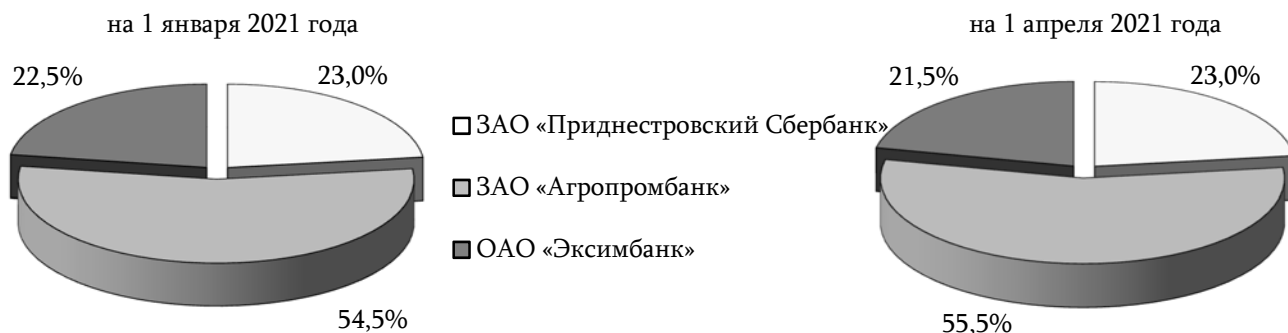 на 1 января 2021 года
22,5%
23,0%
54,5%
ЗАО «Приднестровский Сбербанк»
ЗАО «Агропромбанк»
ОАО «Эксимбанк»
на 1 апреля 2021 года
21,5%
23,0%
55,5%